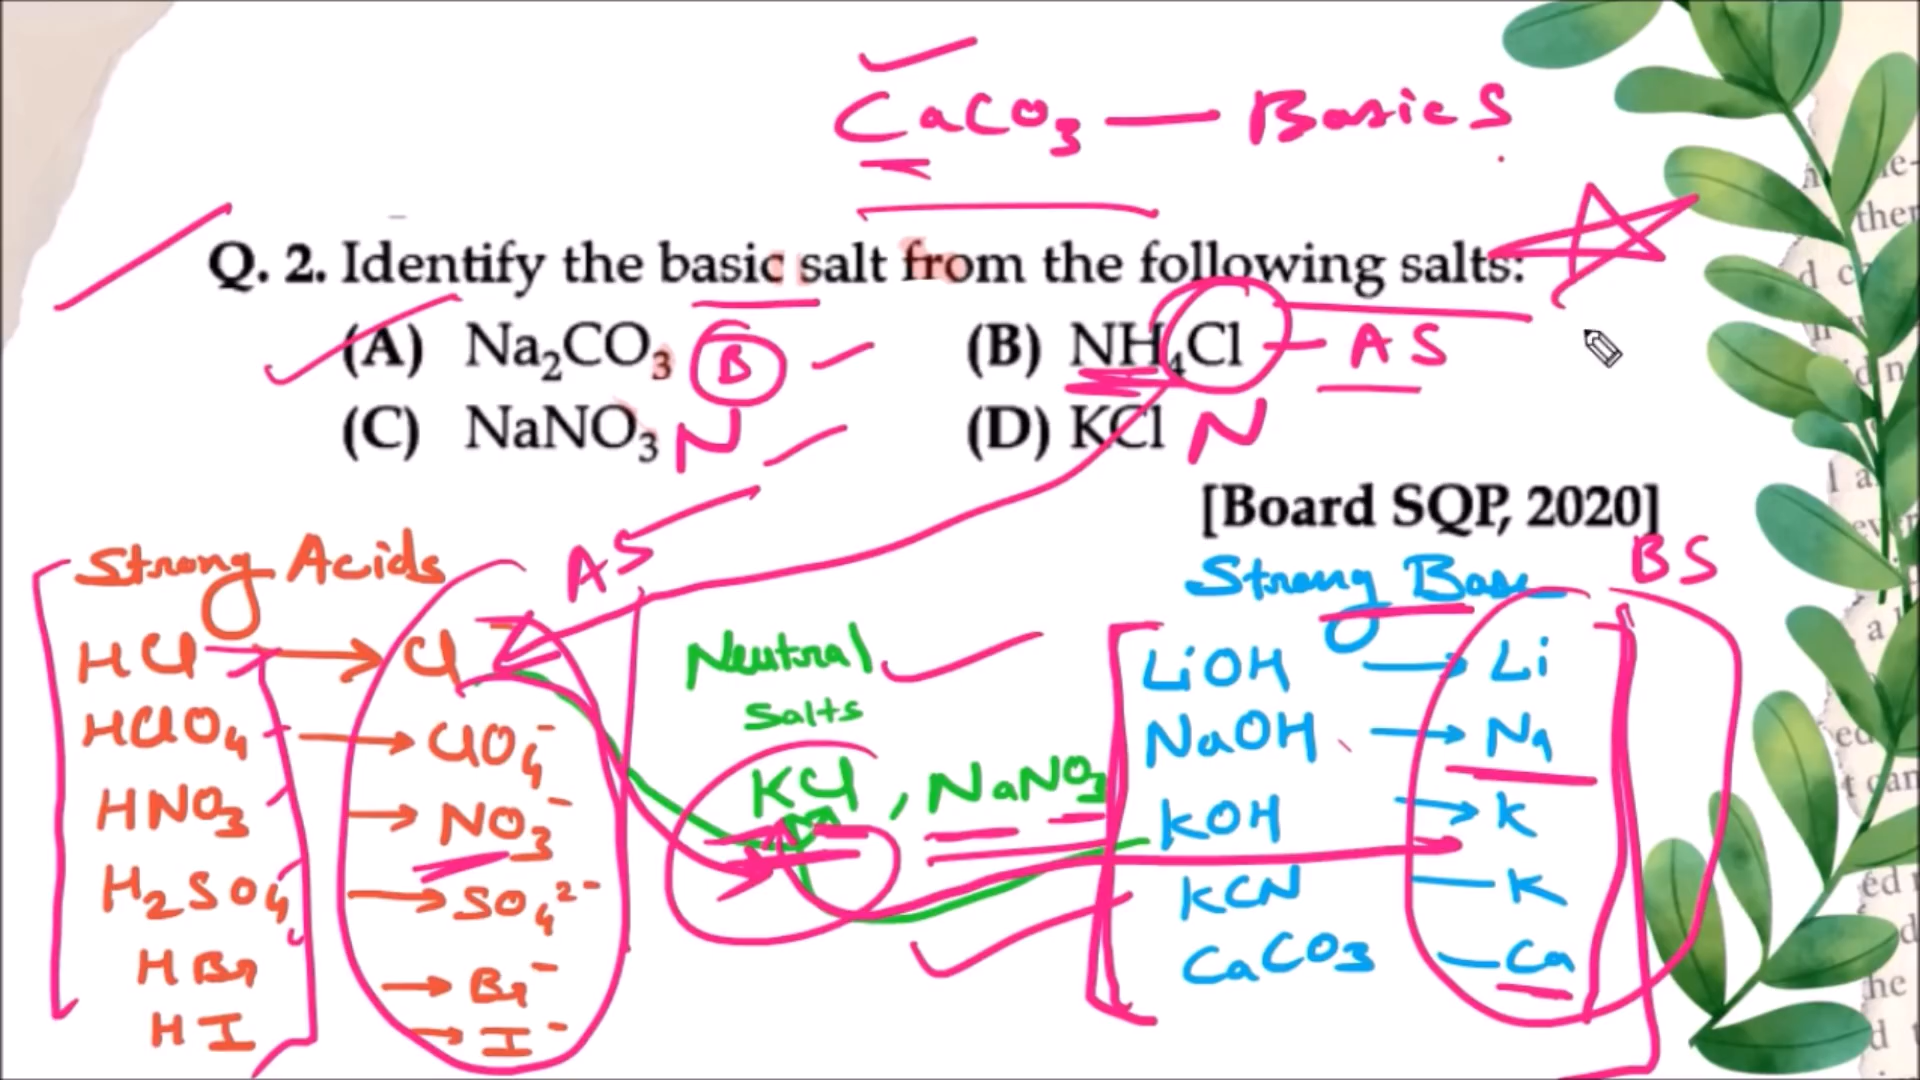 CaCO₃ — Basic S
Q. 2. Identify the basic salt from the following salts:
(A) Na₂CO₃ B (B) NH₄Cl — AS
(C) NaNO₃ N (D) KCl N
[Board SQP, 2020]
Strong Acids
AS
HCl → Cl⁻
HClO₄ → ClO₄⁻
HNO₃ → NO₃⁻
H₂SO₄ → SO₄²⁻
HBr → Br⁻
HI → I⁻
Neutral
Salts
KCl, NaNO₃
Strong Base
BS
LiOH → Li
NaOH → Na
KOH → K
KCN — K
CaCO₃ — Ca